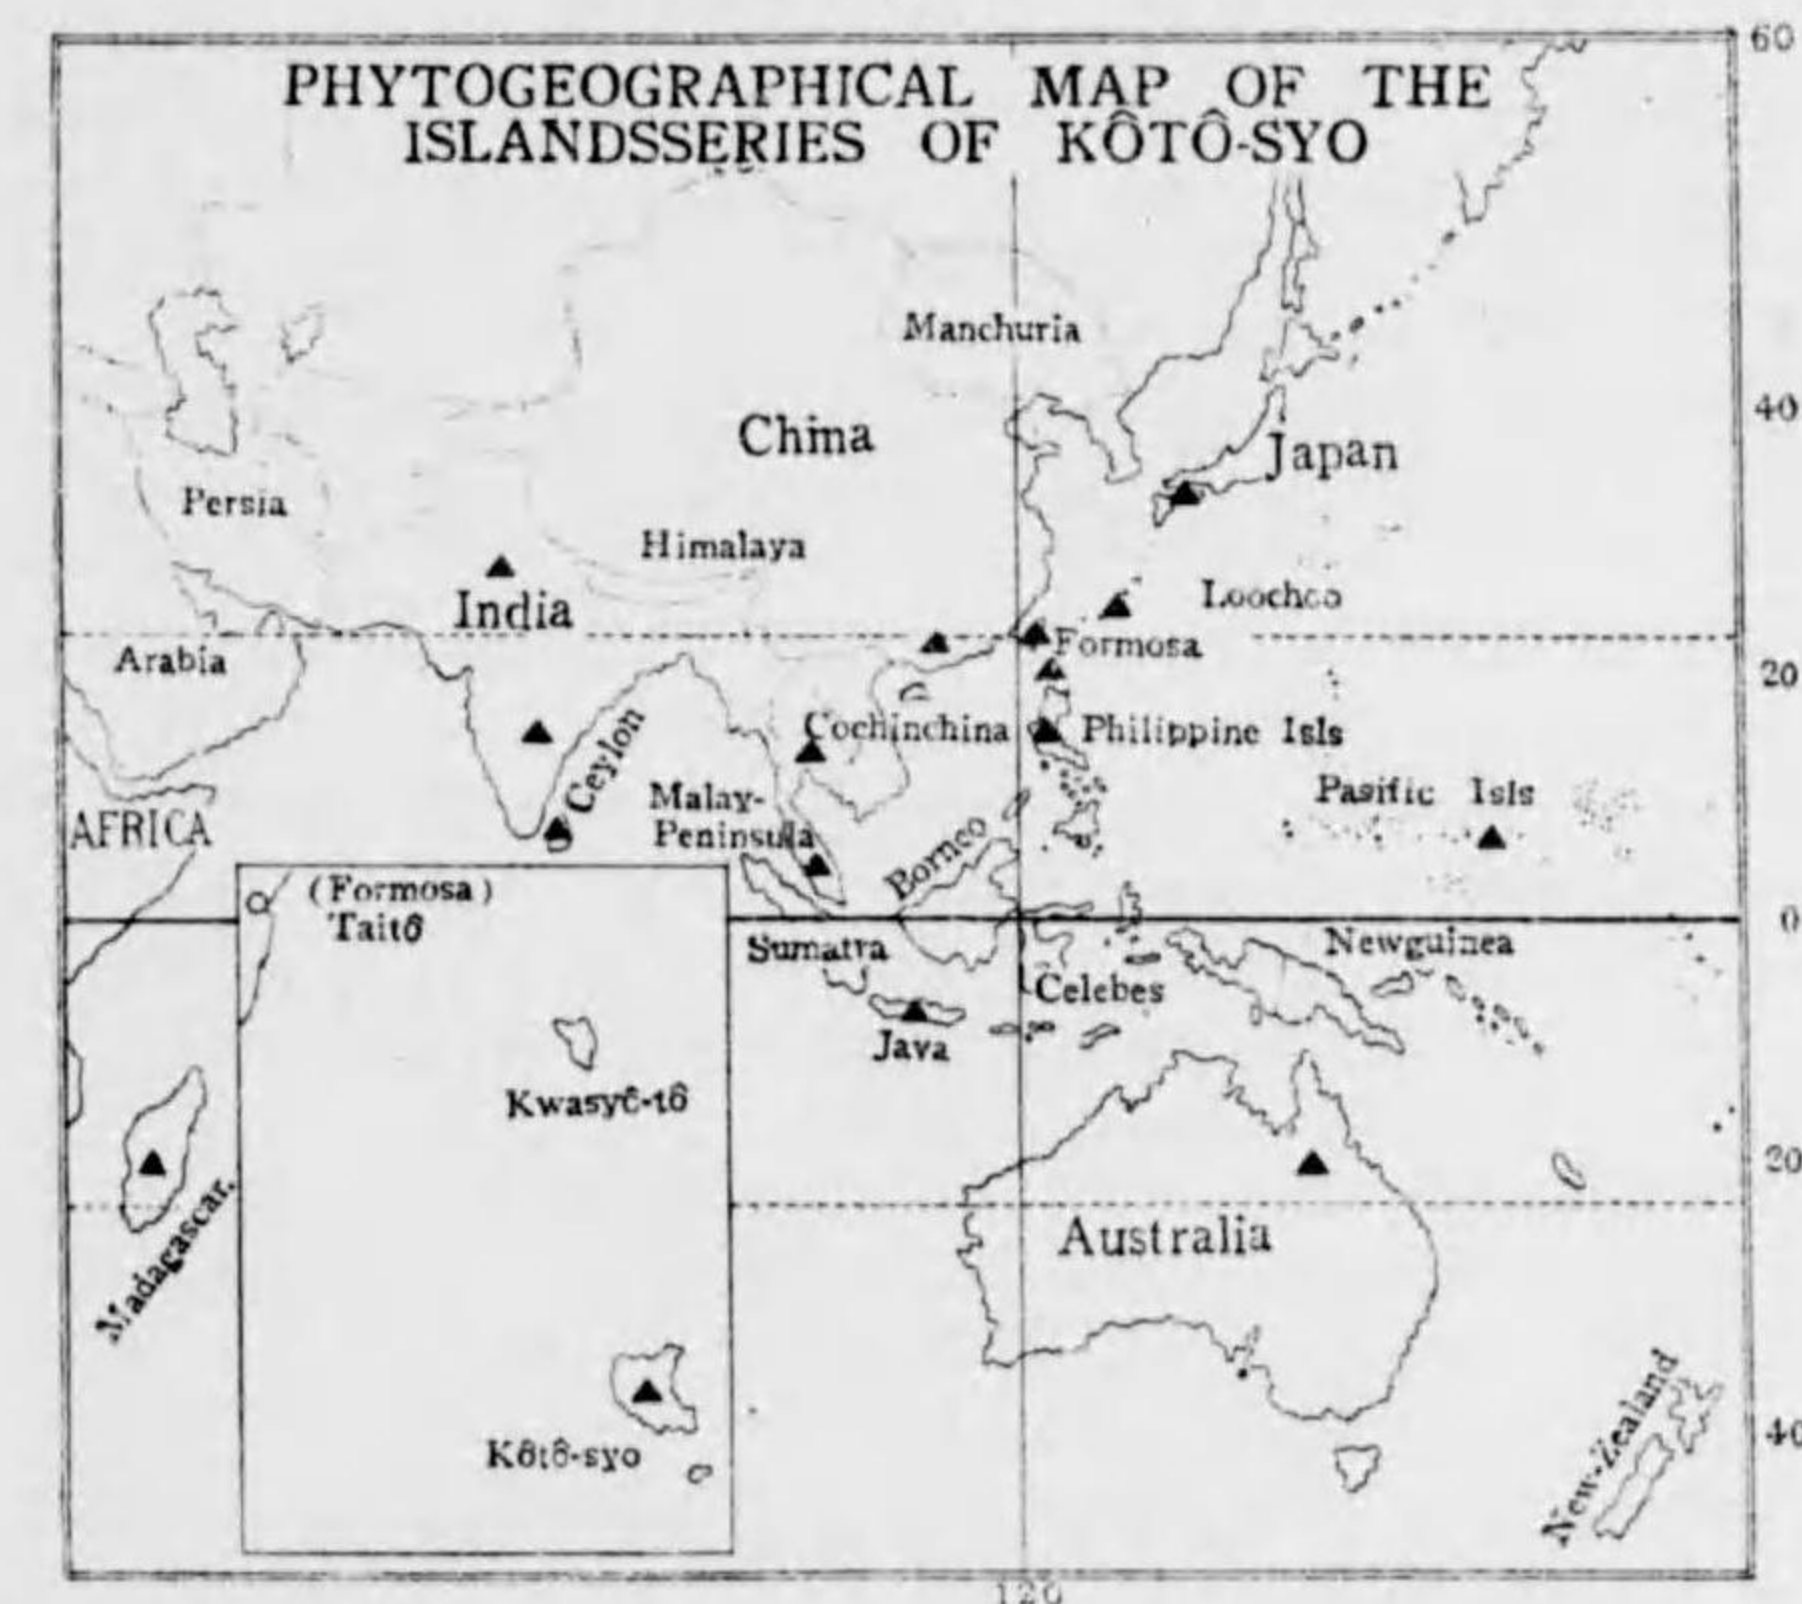 PHYTOGEOGRAPHICAL MAP OF THE
ISLANDSSERIES OF KÔTÔ-SYO
60
Manchuria
40
China
Japan
Persia
Himalaya
Loochoo
India
Formosa
Arabia
20
Cochinchina
Philippine Isls
Ceylon
Malay-
Peninsula
Pasific Isls
AFRICA
Borneo
(Formosa)
Taitô
0
Sumatra
Newguinea
Celebes
Java
Kwasyô-tô
20
Madagascar.
Australia
New-Zealand
40
Kôtô-syo
120